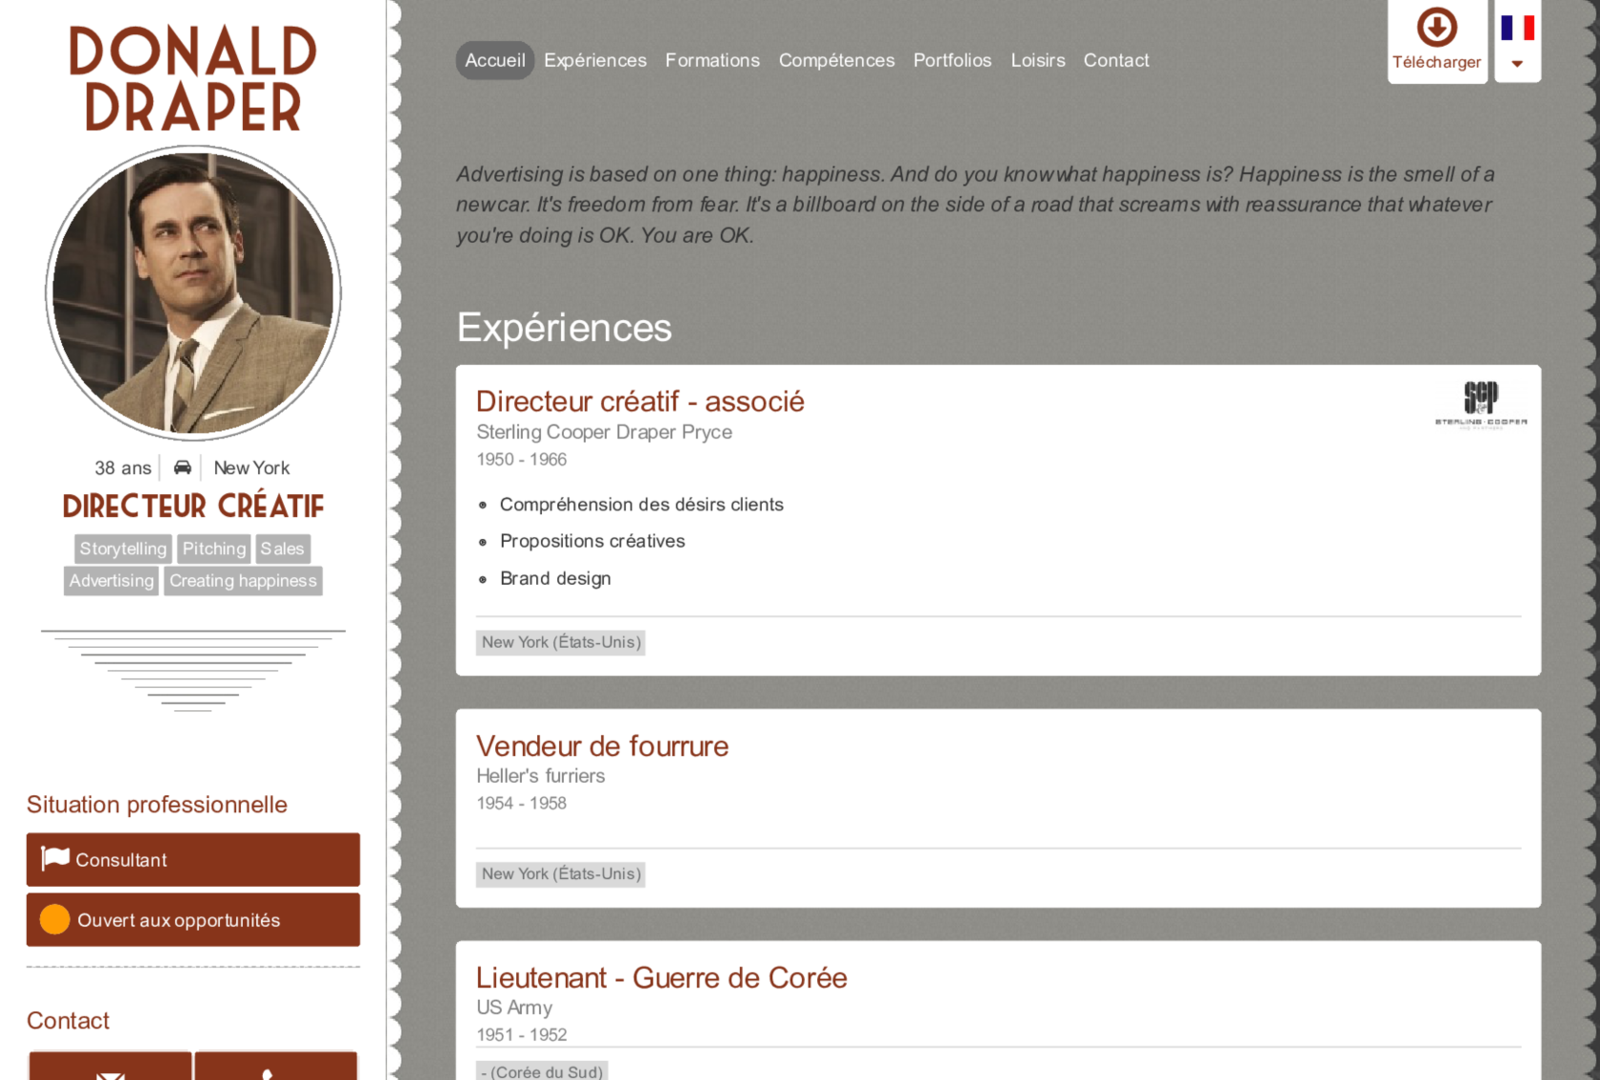 DONALD
DRAPER
38 ans
New York
DIRECTEUR CRÉATIF
Storytelling
Pitching
Sales
Advertising
Creating happiness
Situation professionnelle
Consultant
Ouvert aux opportunités
Contact
Accueil
Expériences
Formations
Compétences
Portfolios
Loisirs
Contact
Télécharger
Advertising is based on one thing: happiness. And do you know what happiness is? Happiness is the smell of a
new car. It's freedom from fear. It's a billboard on the side of a road that screams with reassurance that whatever
you're doing is OK. You are OK.
Expériences
Directeur créatif - associé
SCP
STERLING COOPER
Sterling Cooper Draper Pryce
1950 - 1966
Compréhension des désirs clients
Propositions créatives
Brand design
New York (États-Unis)
Vendeur de fourrure
Heller's furriers
1954 - 1958
New York (États-Unis)
Lieutenant - Guerre de Corée
US Army
1951 - 1952
- (Corée du Sud)